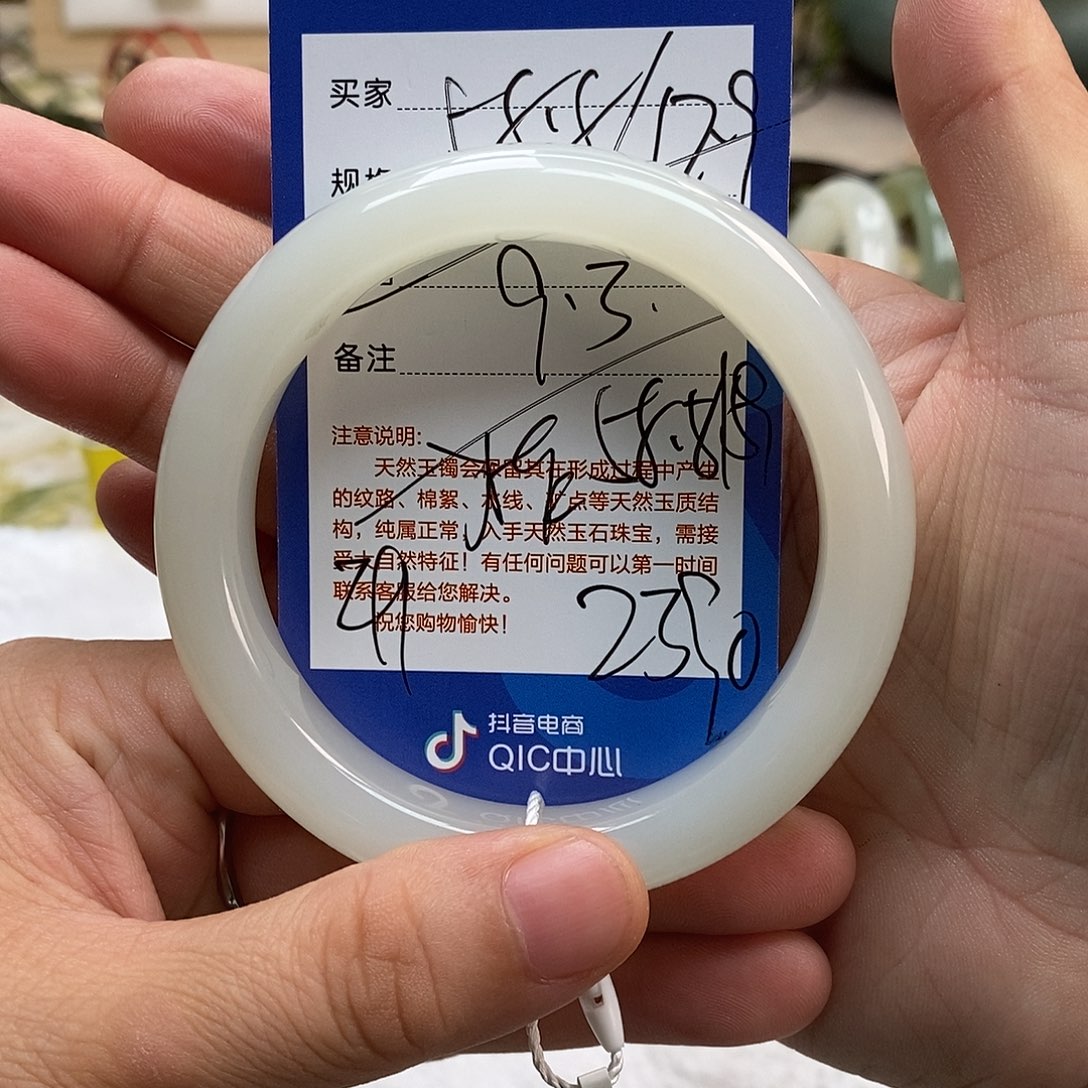 买家 58.8/12.9
规格
9.3.
备注
注意说明:
天然玉镯会保留其在形成过程中产生
的纹路、棉絮、水线、矿点等天然玉质结
构，纯属正常！入手天然玉石珠宝，需接
受大自然特征！有任何问题可以第一时间
联系客服给您解决。
祝您购物愉快！
2350
抖音电商
QIC中心